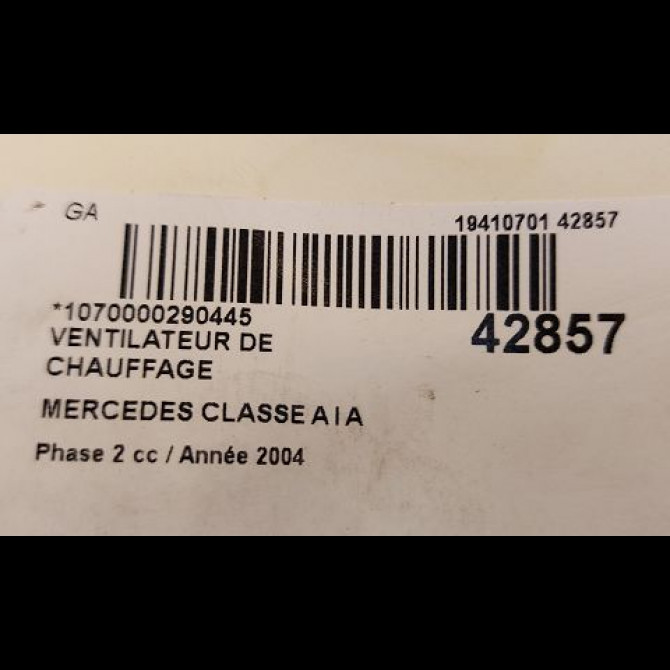 GA
19410701 42857
*1070000290445
42857
VENTILATEUR DE
CHAUFFAGE
MERCEDES CLASSE A I A
Phase 2 cc / Année 2004